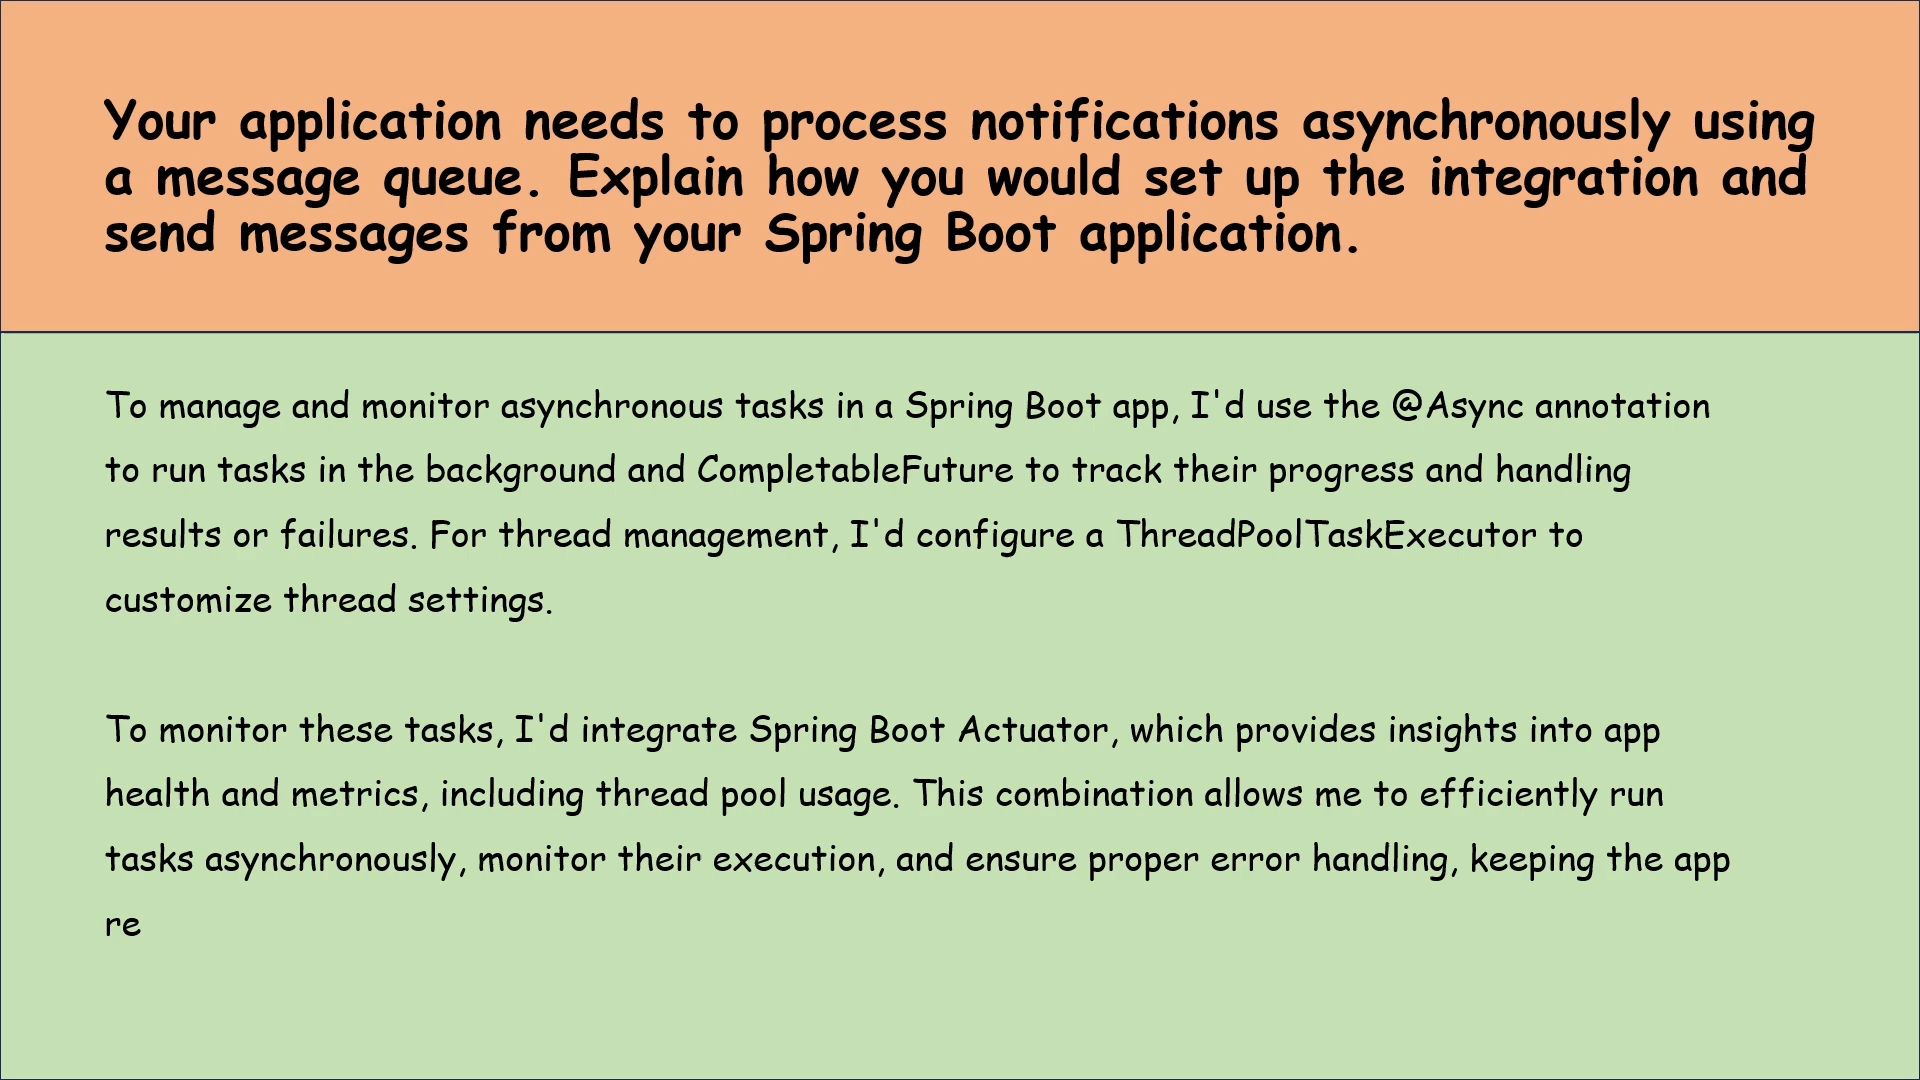 Your application needs to process notifications asynchronously using
a message queue. Explain how you would set up the integration and
send messages from your Spring Boot application.
To manage and monitor asynchronous tasks in a Spring Boot app, I'd use the @Async annotation
to run tasks in the background and CompletableFuture to track their progress and handling
results or failures. For thread management, I'd configure a ThreadPoolTaskExecutor to
customize thread settings.
To monitor these tasks, I'd integrate Spring Boot Actuator, which provides insights into app
health and metrics, including thread pool usage. This combination allows me to efficiently run
tasks asynchronously, monitor their execution, and ensure proper error handling, keeping the app
re